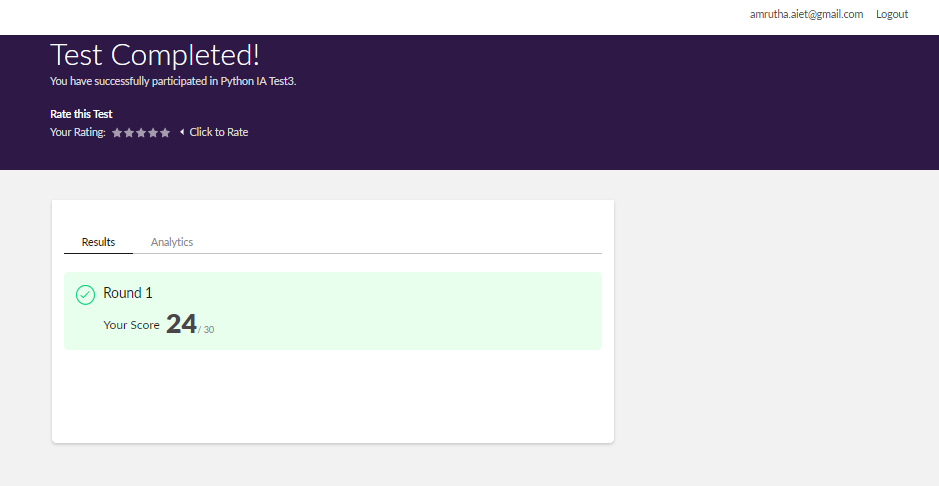 amrutha.aiet@gmail.com Logout
Test Completed!
You have successfully participated in Python IA Test3.
Rate this Test
Your Rating: Click to Rate
Results Analytics
Round 1
Your Score 24/ 30